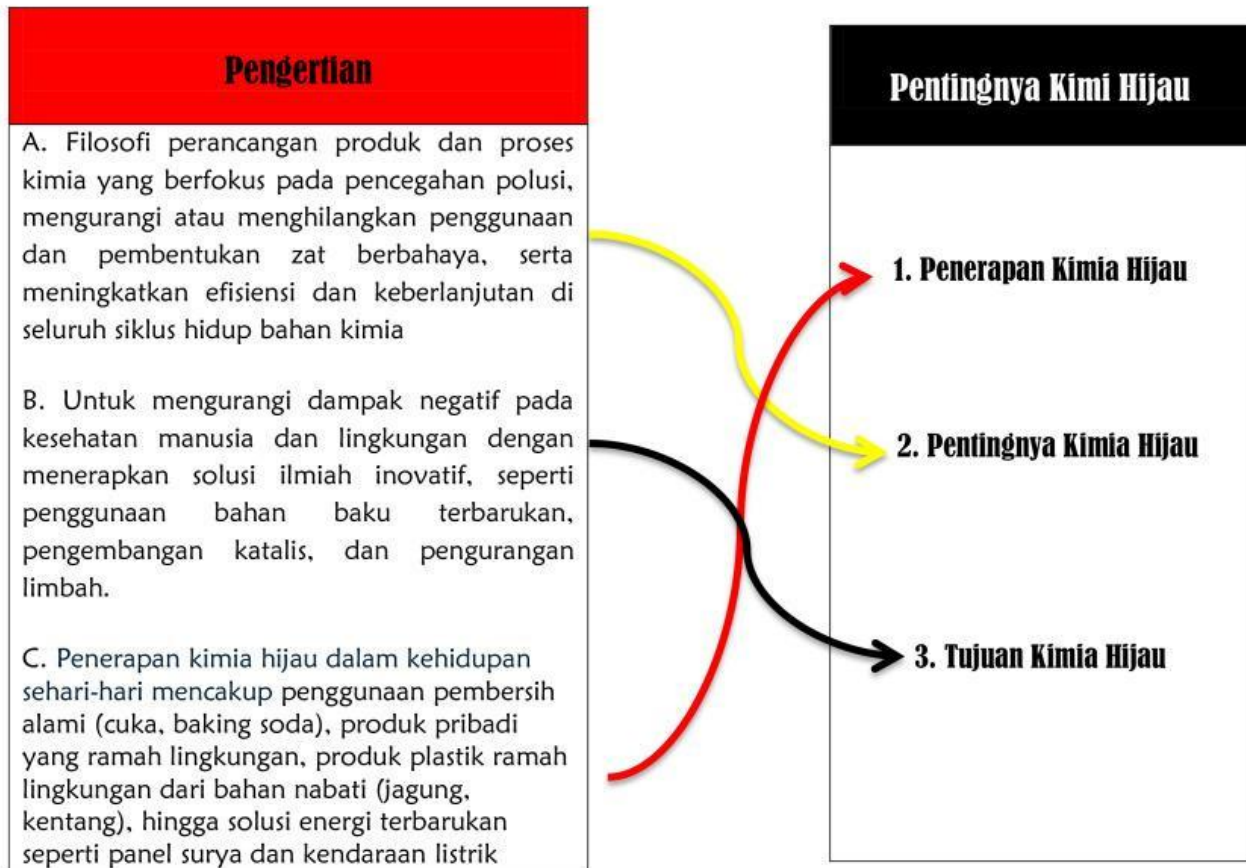 Pengertian
A. Filosofi perancangan produk dan proses
kimia yang berfokus pada pencegahan polusi,
mengurangi atau menghilangkan penggunaan
dan pembentukan zat berbahaya, serta
meningkatkan efisiensi dan keberlanjutan di
seluruh siklus hidup bahan kimia
B. Untuk mengurangi dampak negatif pada
kesehatan manusia dan lingkungan dengan
menerapkan solusi ilmiah inovatif, seperti
penggunaan bahan baku terbarukan,
pengembangan katalis, dan pengurangan
limbah.
C. Penerapan kimia hijau dalam kehidupan
sehari-hari mencakup penggunaan pembersih
alami (cuka, baking soda), produk pribadi
yang ramah lingkungan, produk plastik ramah
lingkungan dari bahan nabati (jagung,
kentang), hingga solusi energi terbarukan
seperti panel surya dan kendaraan listrik
Pentingnya Kimi Hijau
1. Penerapan Kimia Hijau
2. Pentingnya Kimia Hijau
3. Tujuan Kimia Hijau